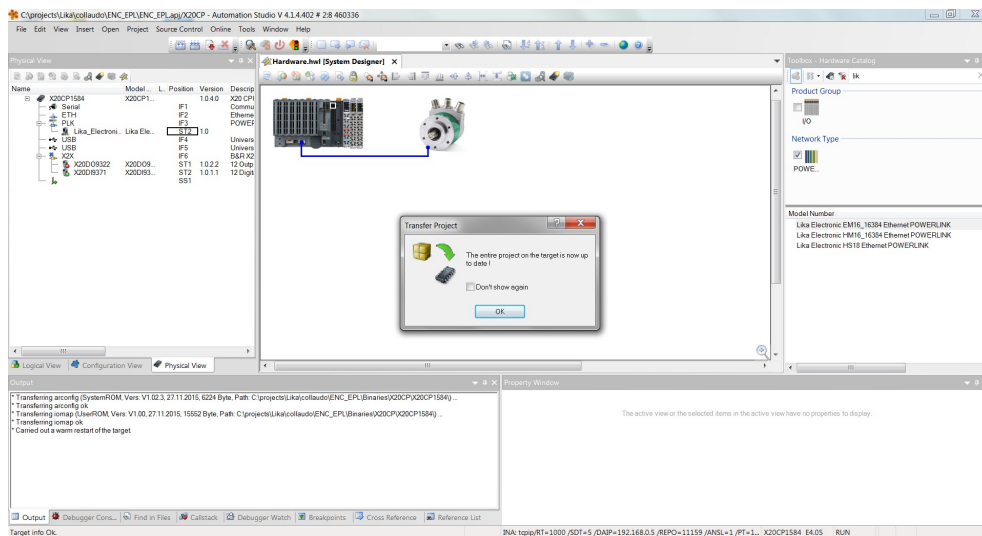 C:\projects\Lika\collaudo\ENC_EPL\ENC_EPL.apj/X20CP - Automation Studio V 4.1.4.402 # 2:8 460336
File Edit View Insert Open Project Source Control Online Tools Window Help
Physical View
Hardware.hwl [System Designer] X
Toolbox - Hardware Catalog
lik
Name Model ... L... Position Version Descrip
X20CP1584 X20CP1... 1.0.4.0 X20 CPI
Serial IF1 Commu
ETH IF2 Etherne
PLK IF3 POWEF
Lika_Electroni... Lika Ele... ST2 1.0
USB IF4 Univers
USB IF5 Univers
X2X IF6 B&R X2
X20DO9322 X20DO9... ST1 1.0.2.2 12 Outp
X20DI9371 X20DI93... ST2 1.0.1.1 12 Digit
SS1
Product Group
I/O
Network Type
POWE...
Model Number
Lika Electronic EM16_16384 Ethernet POWERLINK
Lika Electronic HM16_16384 Ethernet POWERLINK
Lika Electronic HS18 Ethernet POWERLINK
Transfer Project
The entire project on the target is now up
to date !
Don't show again
OK
Logical View Configuration View Physical View
Output
* Transferring arconfig (SystemROM, Vers: V1.02.3, 27.11.2015, 6224 Byte, Path: C:\projects\Lika\collaudo\ENC_EPL\Binaries\X20CP\X20CP1584\) ...
* Transferring arconfig ok
* Transferring iomap (UserROM, Vers: V1.00, 27.11.2015, 15552 Byte, Path: C:\projects\Lika\collaudo\ENC_EPL\Binaries\X20CP\X20CP1584\) ...
* Transferring iomap ok
* Carried out a warm restart of the target.
Property Window
The active view or the selected items in the active view have no properties to display.
Output Debugger Cons... Find in Files Callstack Debugger Watch Breakpoints Cross Reference Reference List
Target info Ok.
INA: tcpip/RT=1000 /SDT=5 /DAIP=192.168.0.5 /REPO=11159 /ANSL=1 /PT=1... X20CP1584 E4.05 RUN